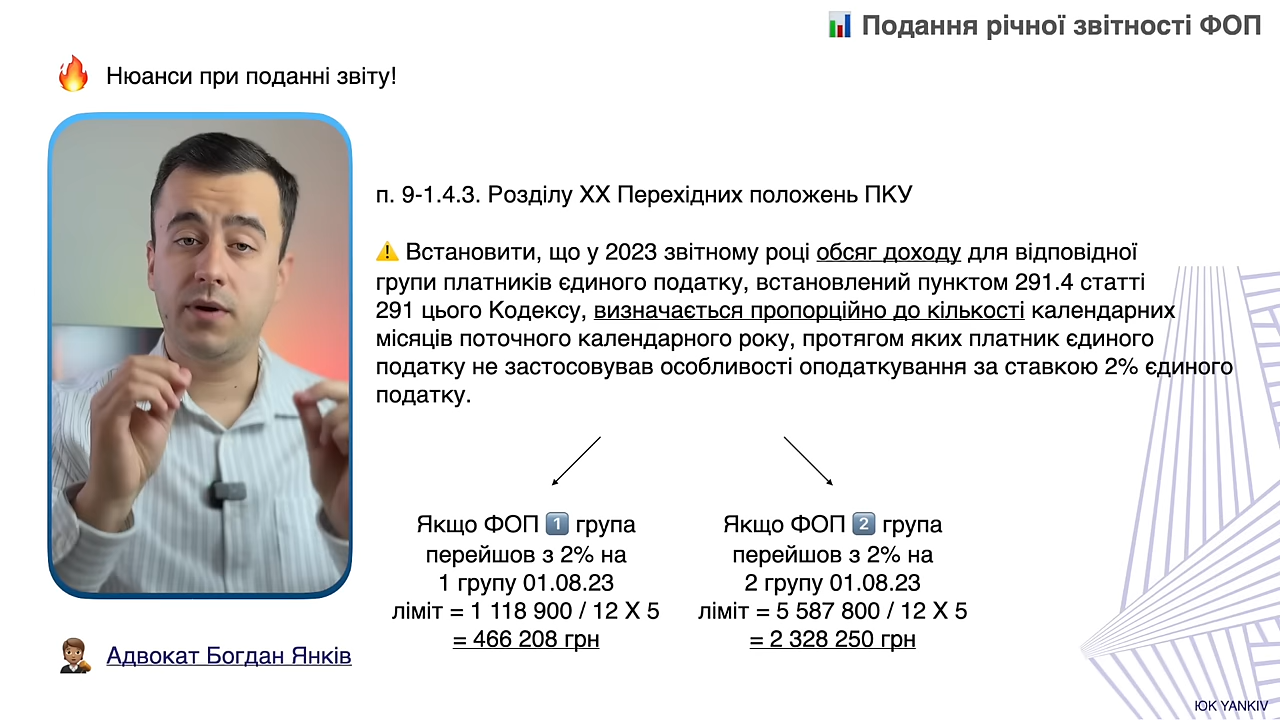 📊 Подання річної звітності ФОП
🔥 Нюанси при поданні звіту!
п. 9-1.4.3. Розділу XX Перехідних положень ПКУ
⚠️ Встановити, що у 2023 звітному році обсяг доходу для відповідної
групи платників єдиного податку, встановлений пунктом 291.4 статті
291 цього Кодексу, визначається пропорційно до кількості календарних
місяців поточного календарного року, протягом яких платник єдиного
податку не застосовував особливості оподаткування за ставкою 2% єдиного
податку.
Якщо ФОП 1️⃣ група
перейшов з 2% на
1 групу 01.08.23
ліміт = 1 118 900 / 12 Х 5
= 466 208 грн
Якщо ФОП 2️⃣ група
перейшов з 2% на
2 групу 01.08.23
ліміт = 5 587 800 / 12 Х 5
= 2 328 250 грн
Адвокат Богдан Янків
ЮК YANKIV